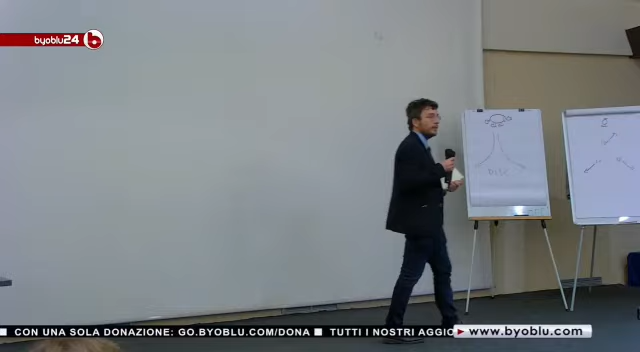 byoblu24 b
CON UNA SOLA DONAZIONE: GO.BYOBLU.COM/DONA ■ TUTTI I NOSTRI AGGIO
www.byoblu.com